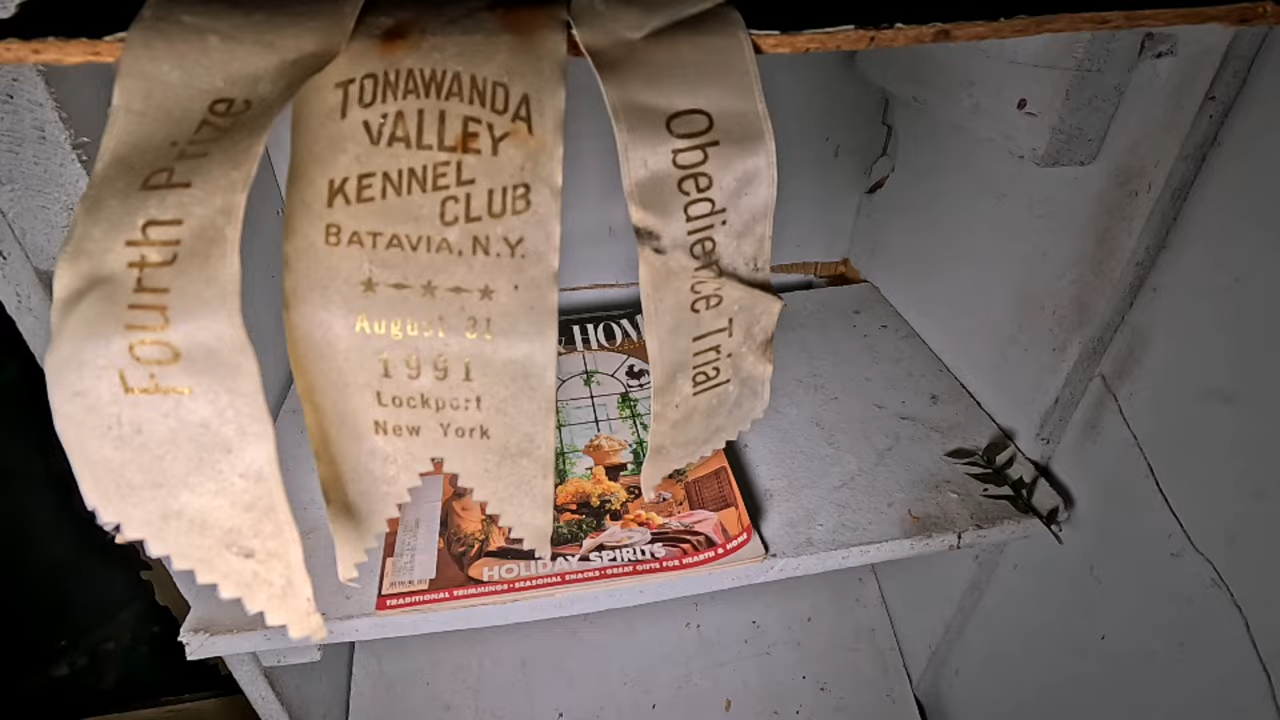 Fourth Prize
TONAWANDA
VALLEY
KENNEL
CLUB
BATAVIA, N.Y.
August 31
1991
Lockport
New York
Obedience Trial
& HOM
HOLIDAY SPIRITS
TRADITIONAL TRIMMINGS • SEASONAL SNACKS • GREAT GIFTS FOR HEARTH & HOME